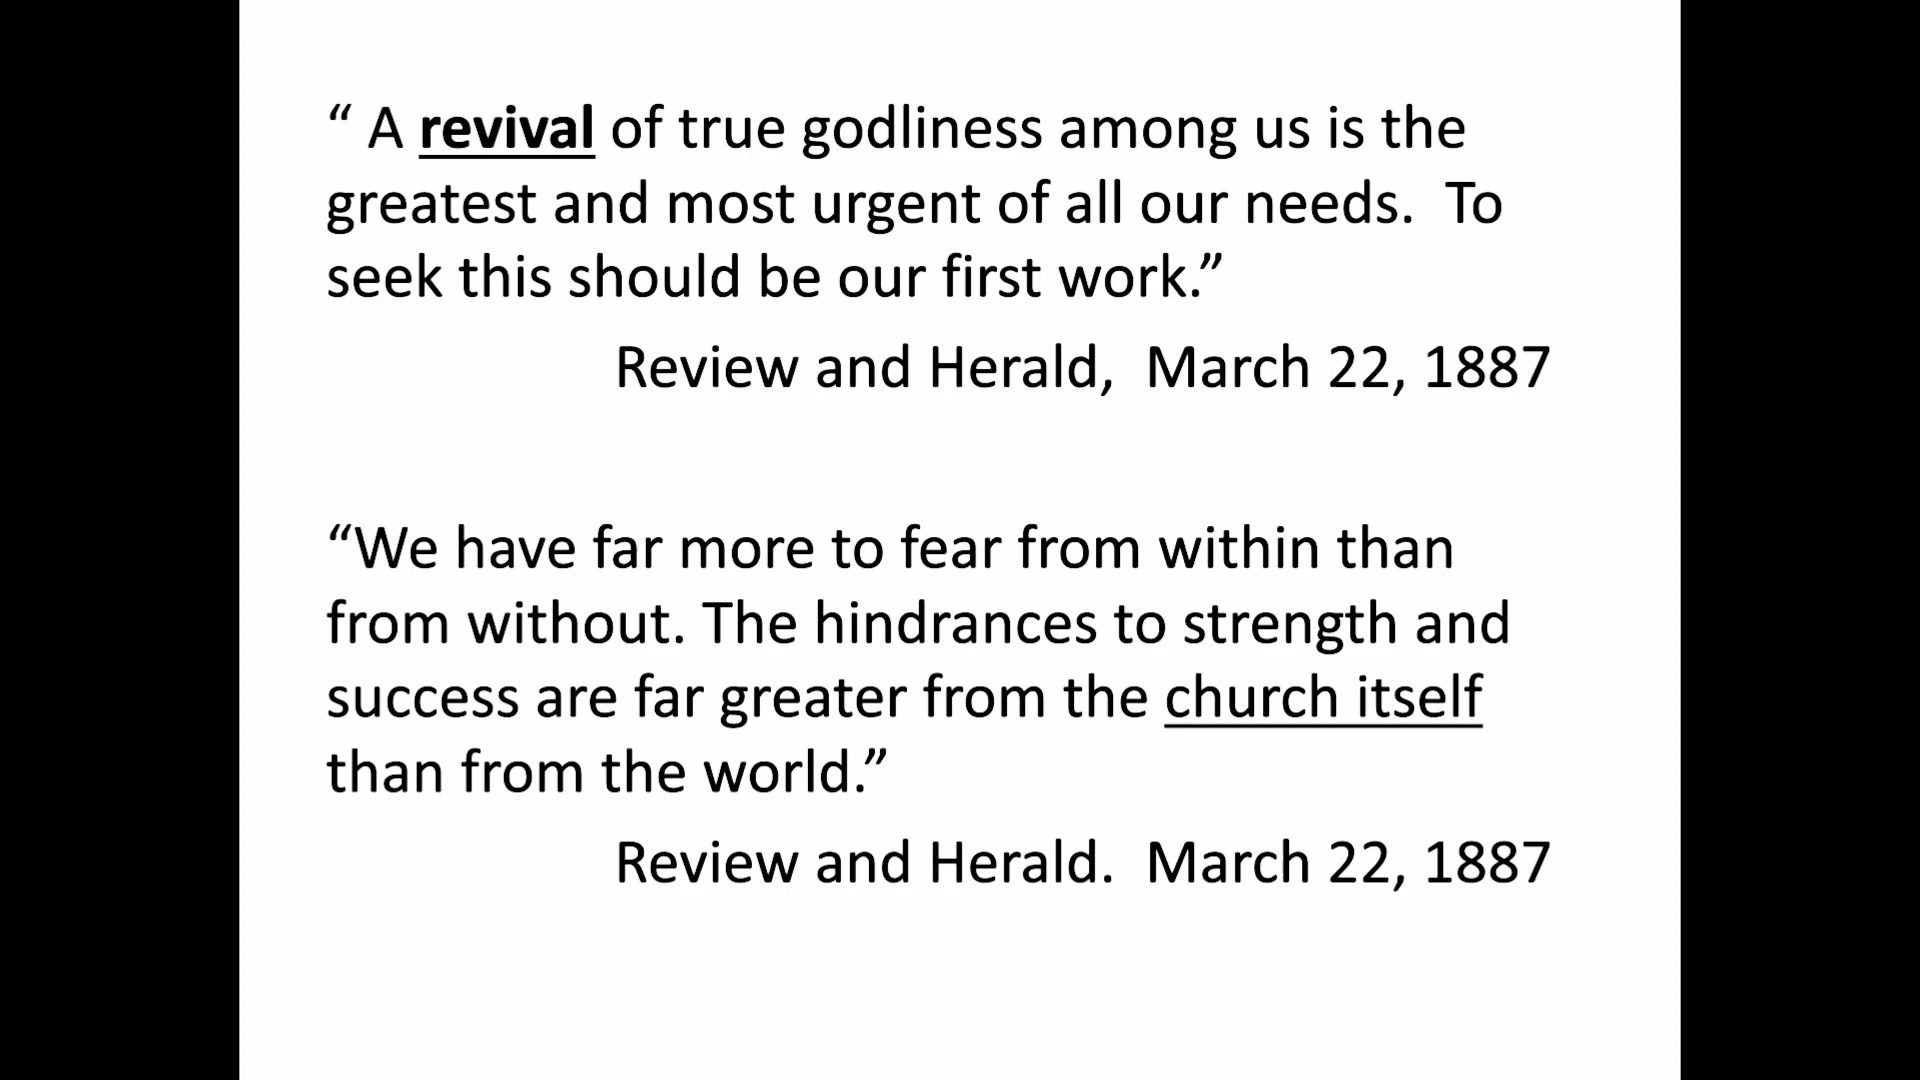 “ A revival of true godliness among us is the
greatest and most urgent of all our needs.  To
seek this should be our first work.”
Review and Herald,  March 22, 1887
“We have far more to fear from within than
from without. The hindrances to strength and
success are far greater from the church itself
than from the world.”
Review and Herald.  March 22, 1887